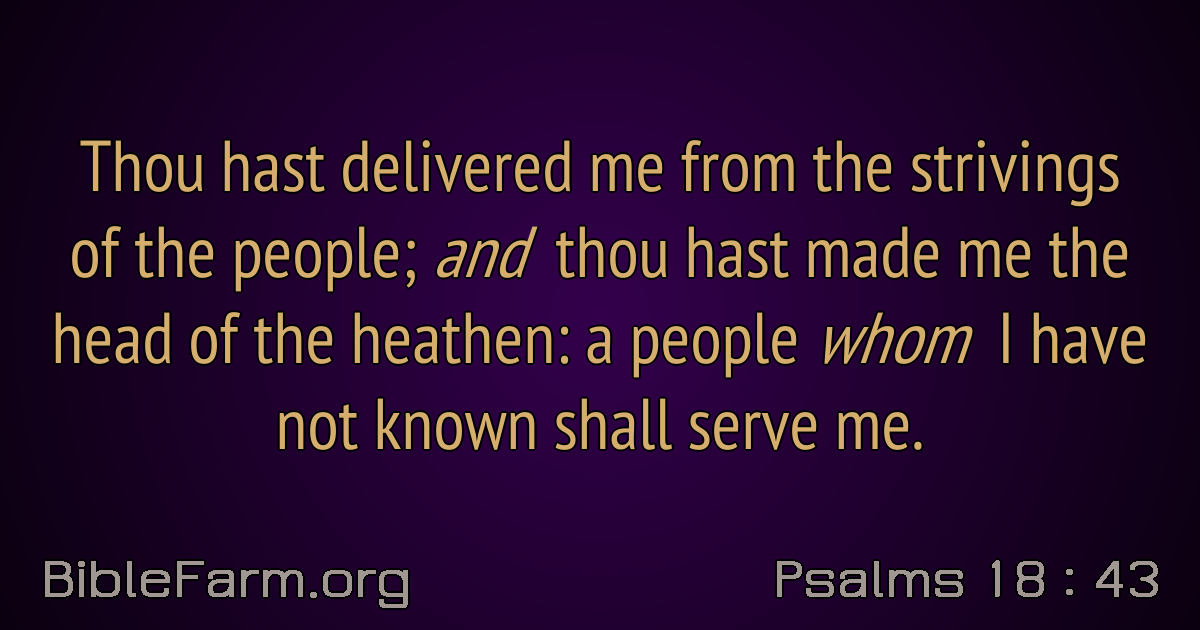 Thou hast delivered me from the strivings
of the people; and thou hast made me the
head of the heathen: a people whom I have
not known shall serve me.
BibleFarm.org
Psalms 18 : 43